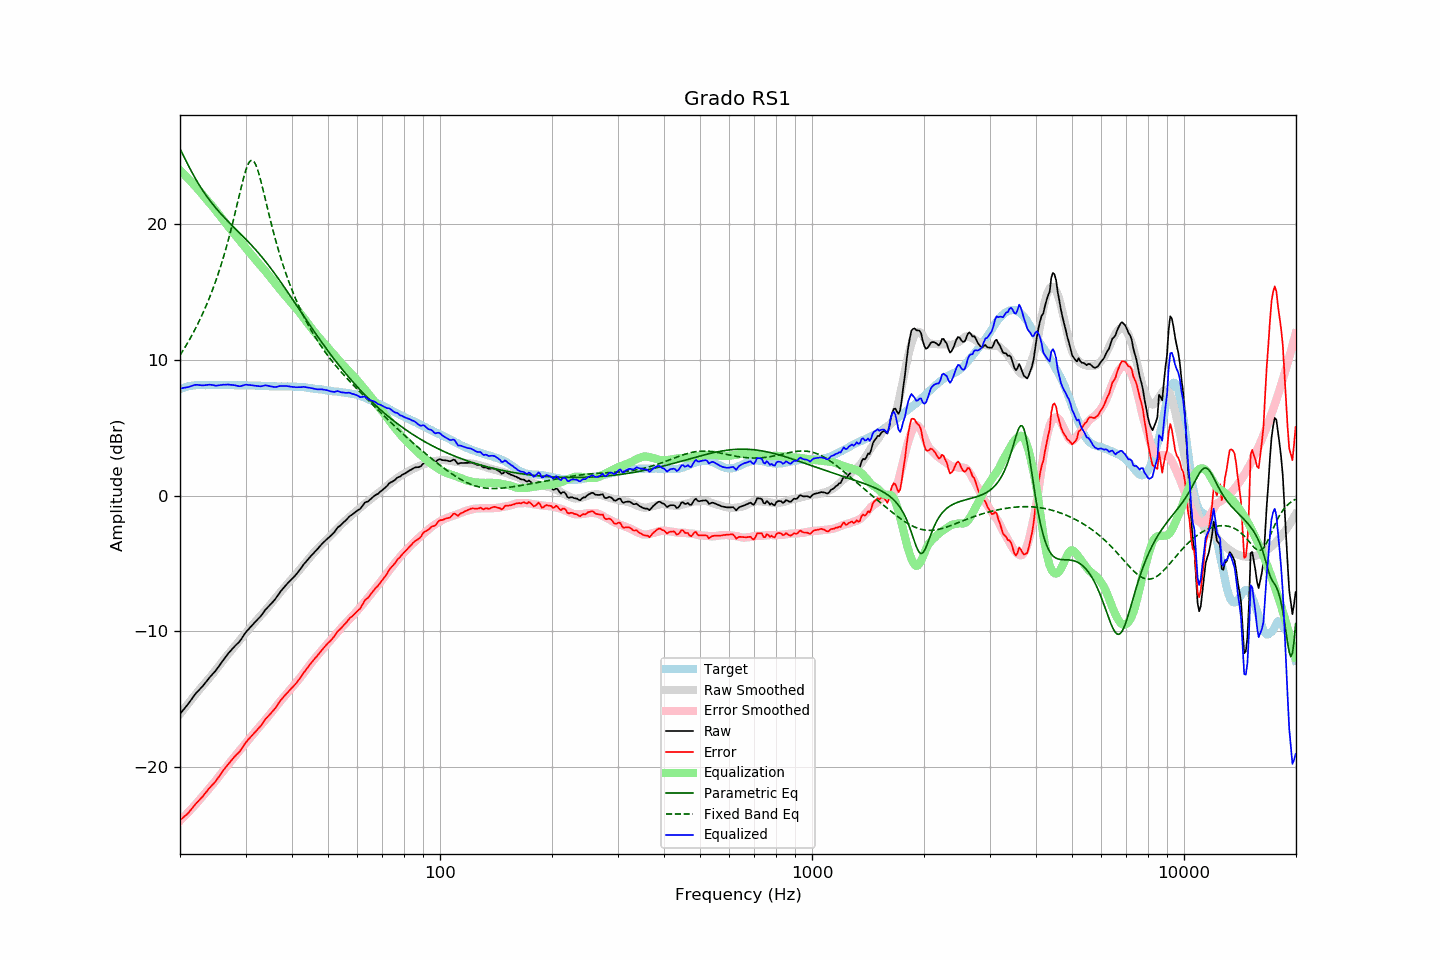 Grado RS1
Amplitude (dBr)
20
10
0
−10
−20
Target
Raw Smoothed
Error Smoothed
Raw
Error
Equalization
Parametric Eq
Fixed Band Eq
Equalized
100 1000 10000
Frequency (Hz)